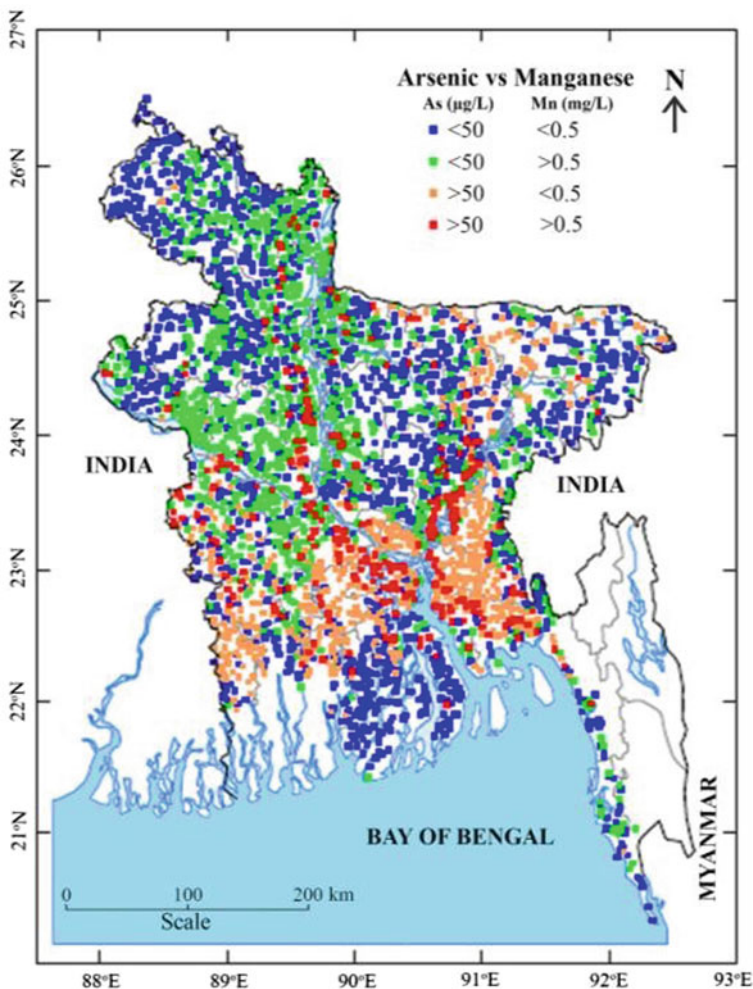 27°N
26°N
25°N
24°N
23°N
22°N
21°N
Arsenic vs Manganese
As (µg/L) Mn (mg/L)
<50 <0.5
<50 >0.5
>50 <0.5
>50 >0.5
N
INDIA
INDIA
BAY OF BENGAL
MYANMAR
0 100 200 km
Scale
88°E 89°E 90°E 91°E 92°E 93°E